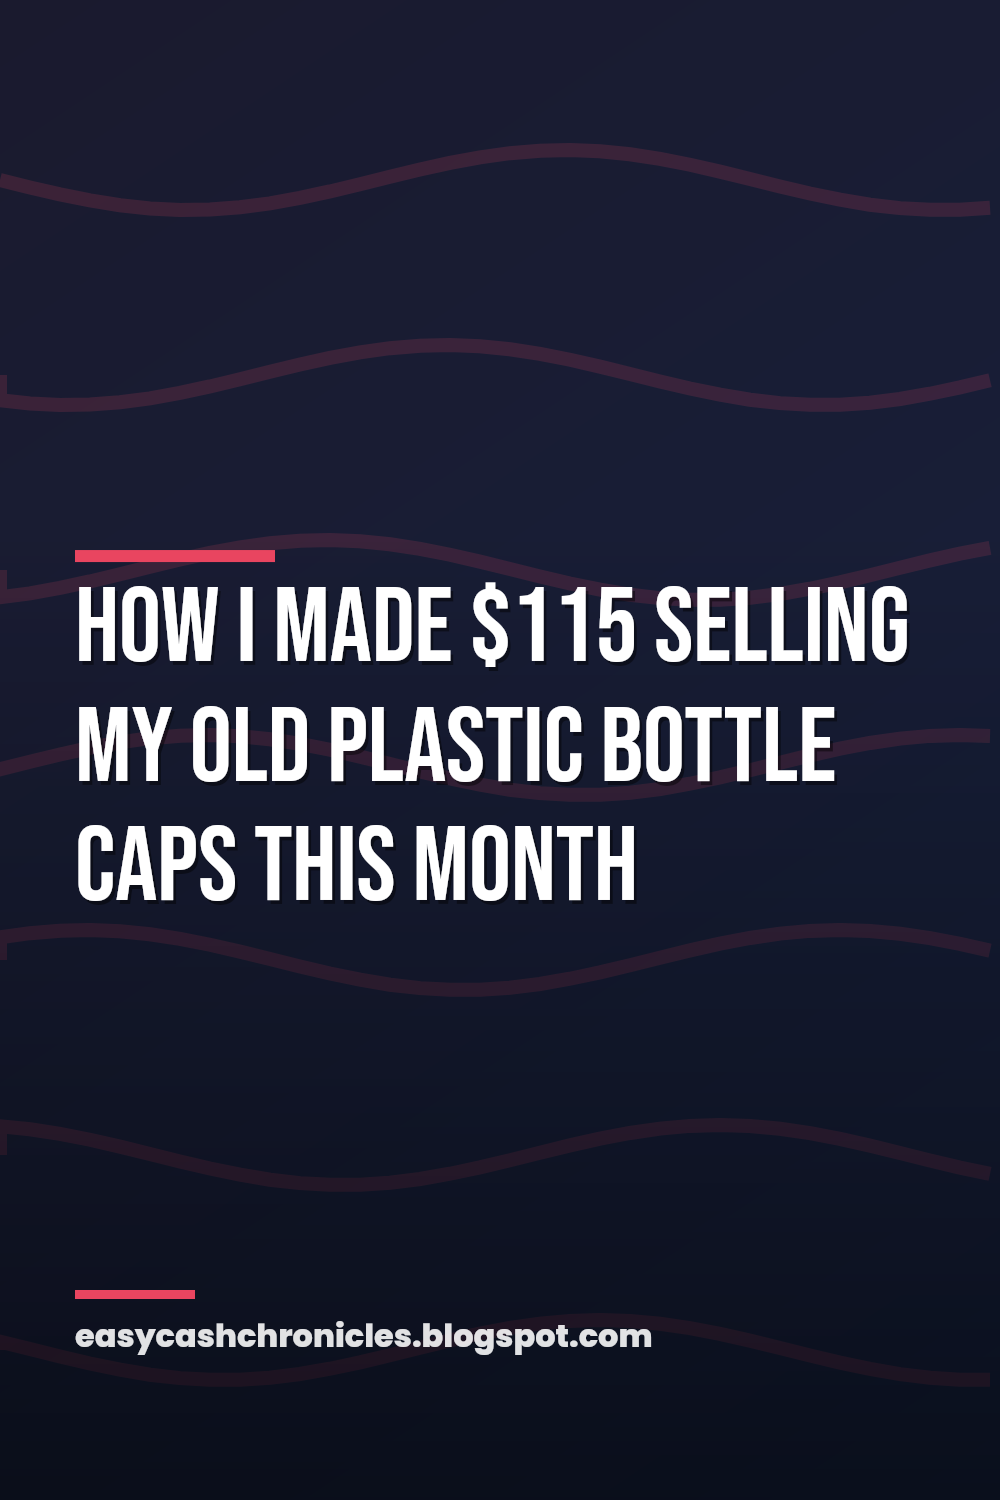 HOW I MADE $115 SELLING
MY OLD PLASTIC BOTTLE
CAPS THIS MONTH
easycashchronicles.blogspot.com